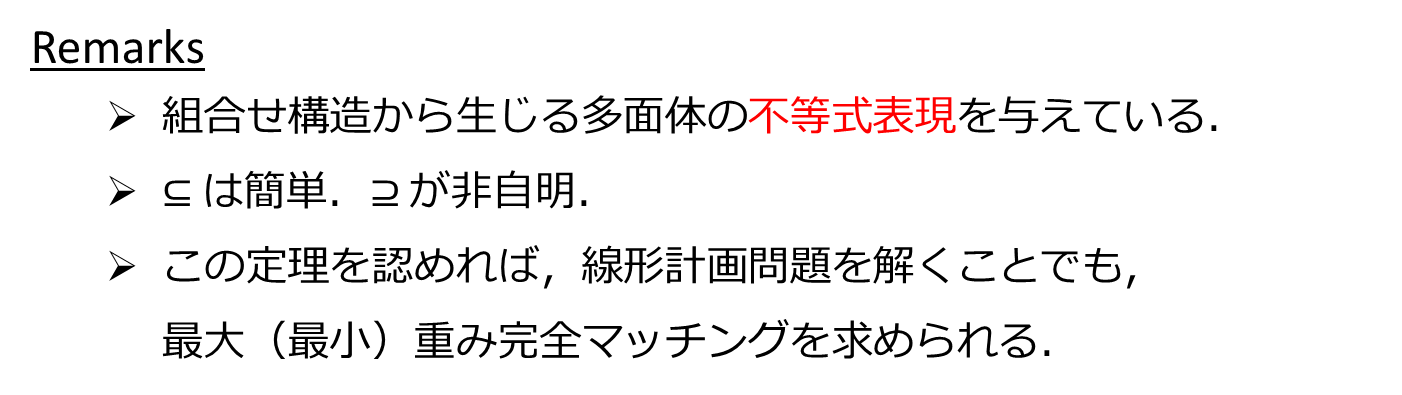 Remarks
➢ 組合せ構造から生じる多面体の不等式表現を与えている．
➢ ⊆ は簡単．⊇ が非自明．
➢ この定理を認めれば，線形計画問題を解くことでも，
最大（最小）重み完全マッチングを求められる．